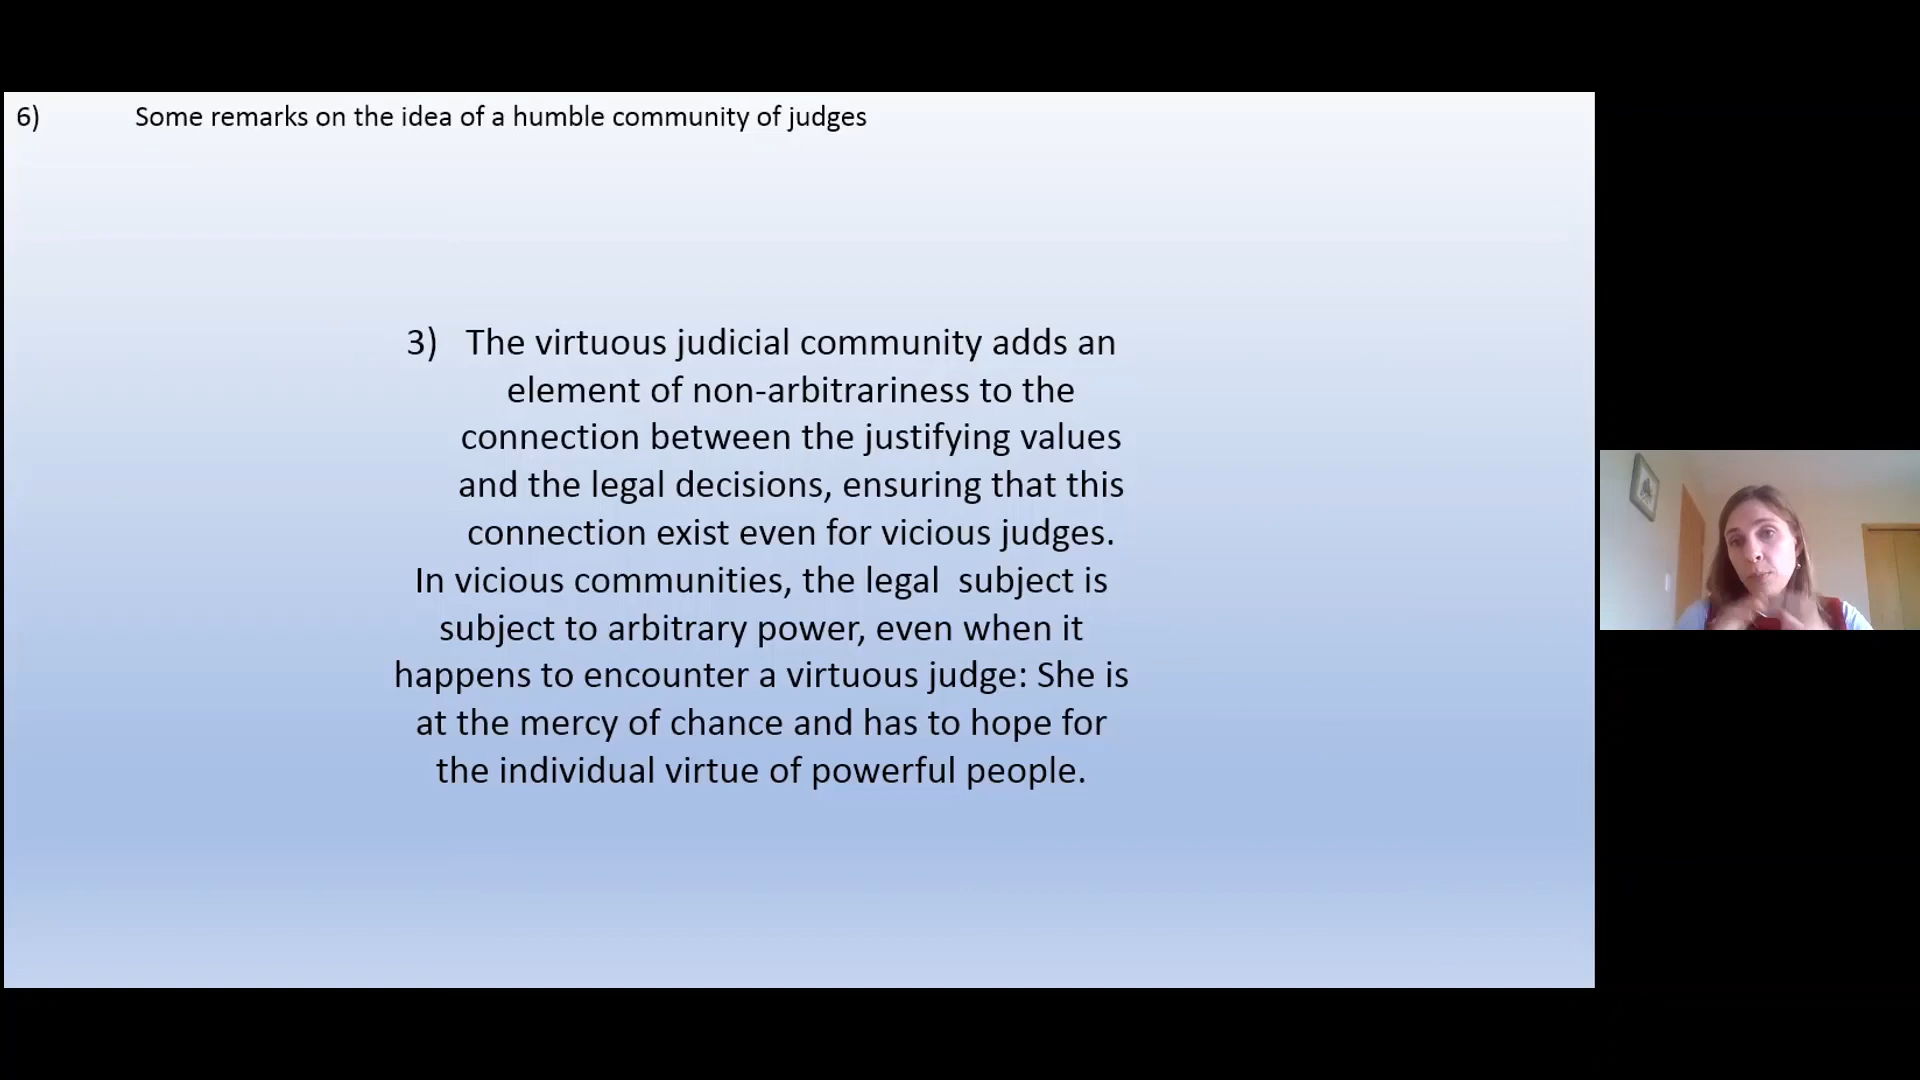 6) Some remarks on the idea of a humble community of judges
3) The virtuous judicial community adds an
element of non-arbitrariness to the
connection between the justifying values
and the legal decisions, ensuring that this
connection exist even for vicious judges.
In vicious communities, the legal subject is
subject to arbitrary power, even when it
happens to encounter a virtuous judge: She is
at the mercy of chance and has to hope for
the individual virtue of powerful people.